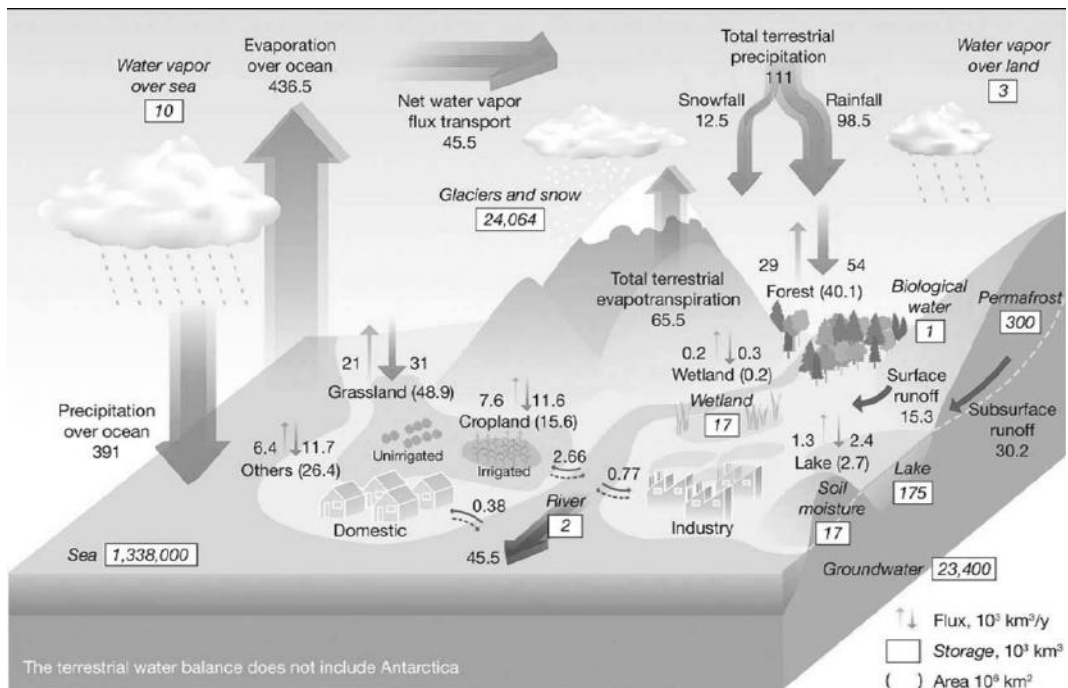 Water vapor
over sea
10
Evaporation
over ocean
436.5
Net water vapor
flux transport
45.5
Total terrestrial
precipitation
111
Snowfall
12.5
Rainfall
98.5
Water vapor
over land
3
Glaciers and snow
24,064
Total terrestrial
evapotranspiration
65.5
29
54
Forest (40.1)
Biological
water
1
Permafrost
300
Precipitation
over ocean
391
21
31
Grassland (48.9)
7.6
11.6
Cropland (15.6)
0.2
0.3
Wetland (0.2)
Wetland
17
Surface
runoff
15.3
Subsurface
runoff
30.2
6.4
11.7
Others (26.4)
Unirrigated
Irrigated
2.66
0.77
1.3
2.4
Lake (2.7)
Lake
175
Soil
moisture
17
Domestic
0.38
River
2
Industry
45.5
Sea 1,338,000
Groundwater 23,400
Flux, 10³ km³/y
Storage, 10³ km³
( ) Area 10⁶ km²
The terrestrial water balance does not include Antarctica